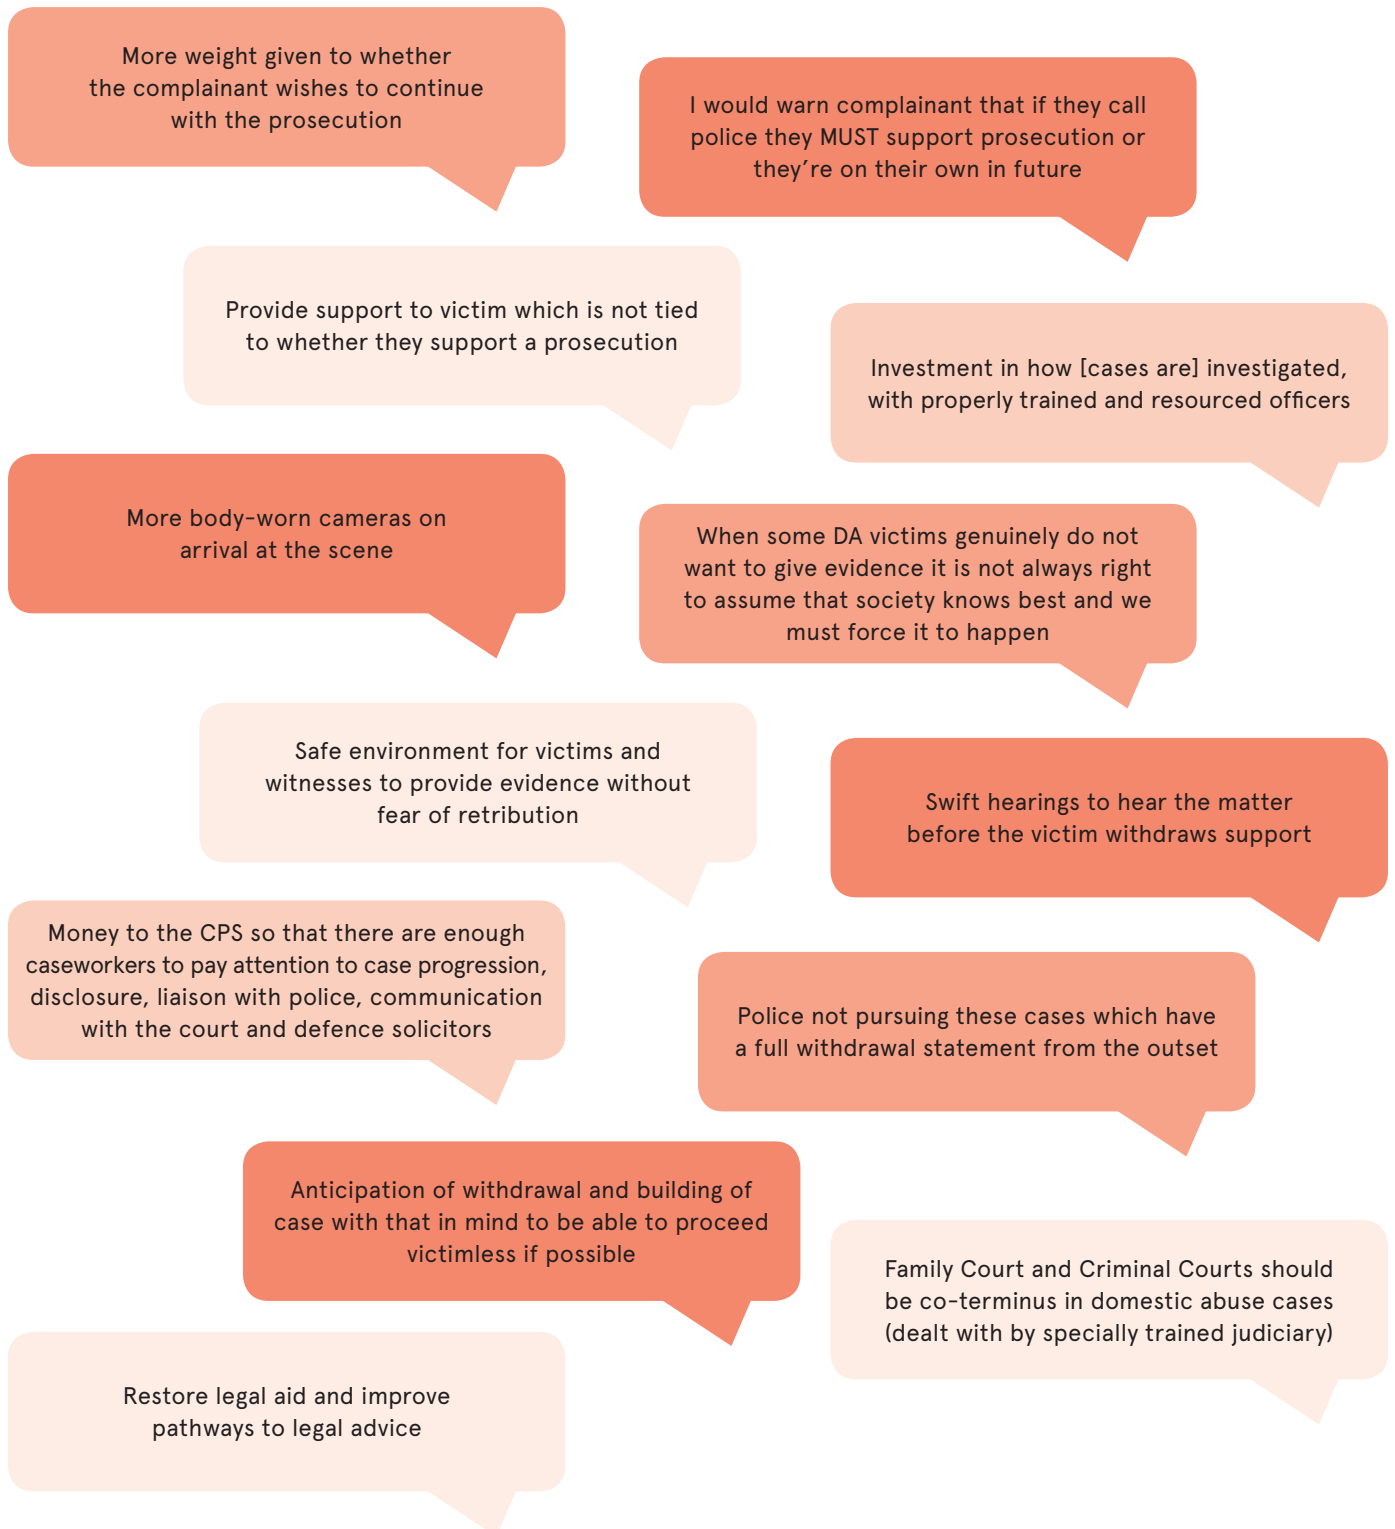 More weight given to whether
the complainant wishes to continue
with the prosecution
I would warn complainant that if they call
police they MUST support prosecution or
they’re on their own in future
Provide support to victim which is not tied
to whether they support a prosecution
Investment in how [cases are] investigated,
with properly trained and resourced officers
More body-worn cameras on
arrival at the scene
When some DA victims genuinely do not
want to give evidence it is not always right
to assume that society knows best and we
must force it to happen
Safe environment for victims and
witnesses to provide evidence without
fear of retribution
Swift hearings to hear the matter
before the victim withdraws support
Money to the CPS so that there are enough
caseworkers to pay attention to case progression,
disclosure, liaison with police, communication
with the court and defence solicitors
Police not pursuing these cases which have
a full withdrawal statement from the outset
Anticipation of withdrawal and building of
case with that in mind to be able to proceed
victimless if possible
Family Court and Criminal Courts should
be co-terminus in domestic abuse cases
(dealt with by specially trained judiciary)
Restore legal aid and improve
pathways to legal advice